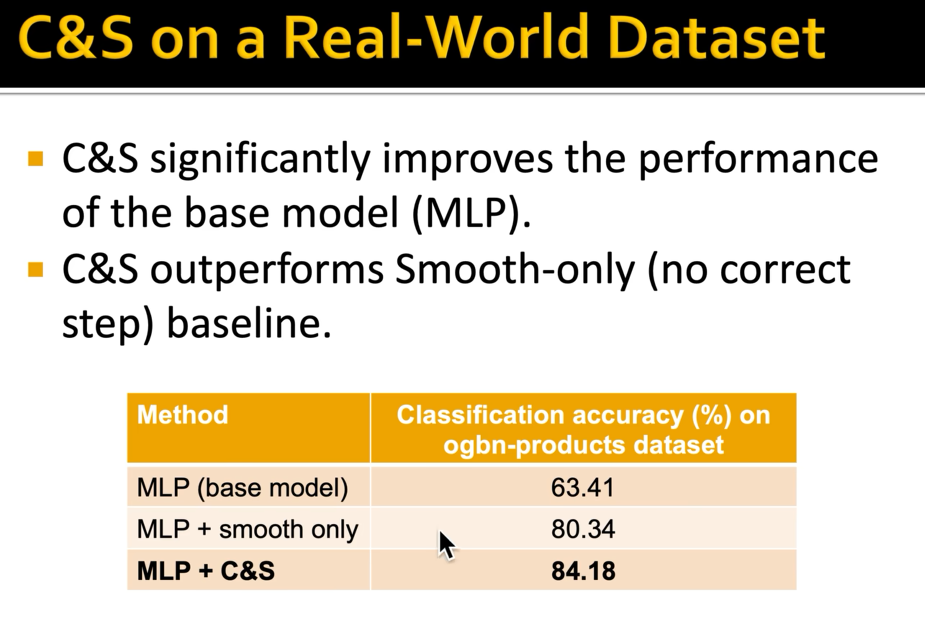 C&S on a Real-World Dataset
C&S significantly improves the performance
of the base model (MLP).
C&S outperforms Smooth-only (no correct
step) baseline.
Method
Classification accuracy (%) on
ogbn-products dataset
MLP (base model) 63.41
MLP + smooth only 80.34
MLP + C&S 84.18